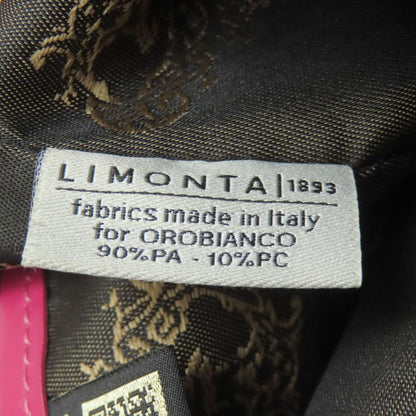 LIMONTA|1893
fabrics made in Italy
for OROBIANCO
90%PA - 10%PC